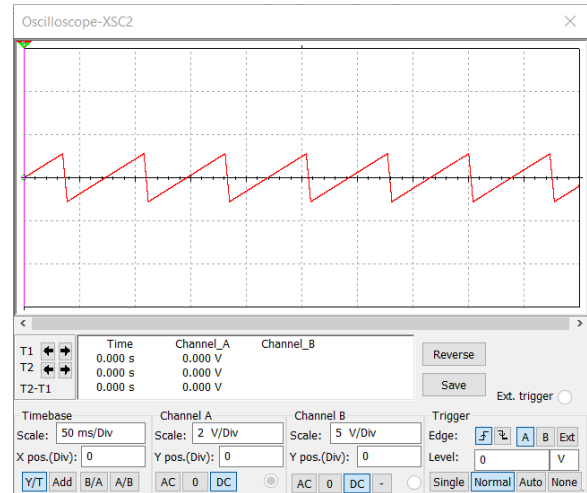 Oscilloscope-XSC2
Time Channel_A Channel_B
T1 0.000 s 0.000 V
T2 0.000 s 0.000 V
T2-T1 0.000 s 0.000 V
Reverse
Save
Ext. trigger
Timebase
Scale: 50 ms/Div
X pos.(Div): 0
Y/T Add B/A A/B
Channel A
Scale: 2 V/Div
Y pos.(Div): 0
AC 0 DC
Channel B
Scale: 5 V/Div
Y pos.(Div): 0
AC 0 DC -
Trigger
Edge: A B Ext
Level: 0 V
Single Normal Auto None